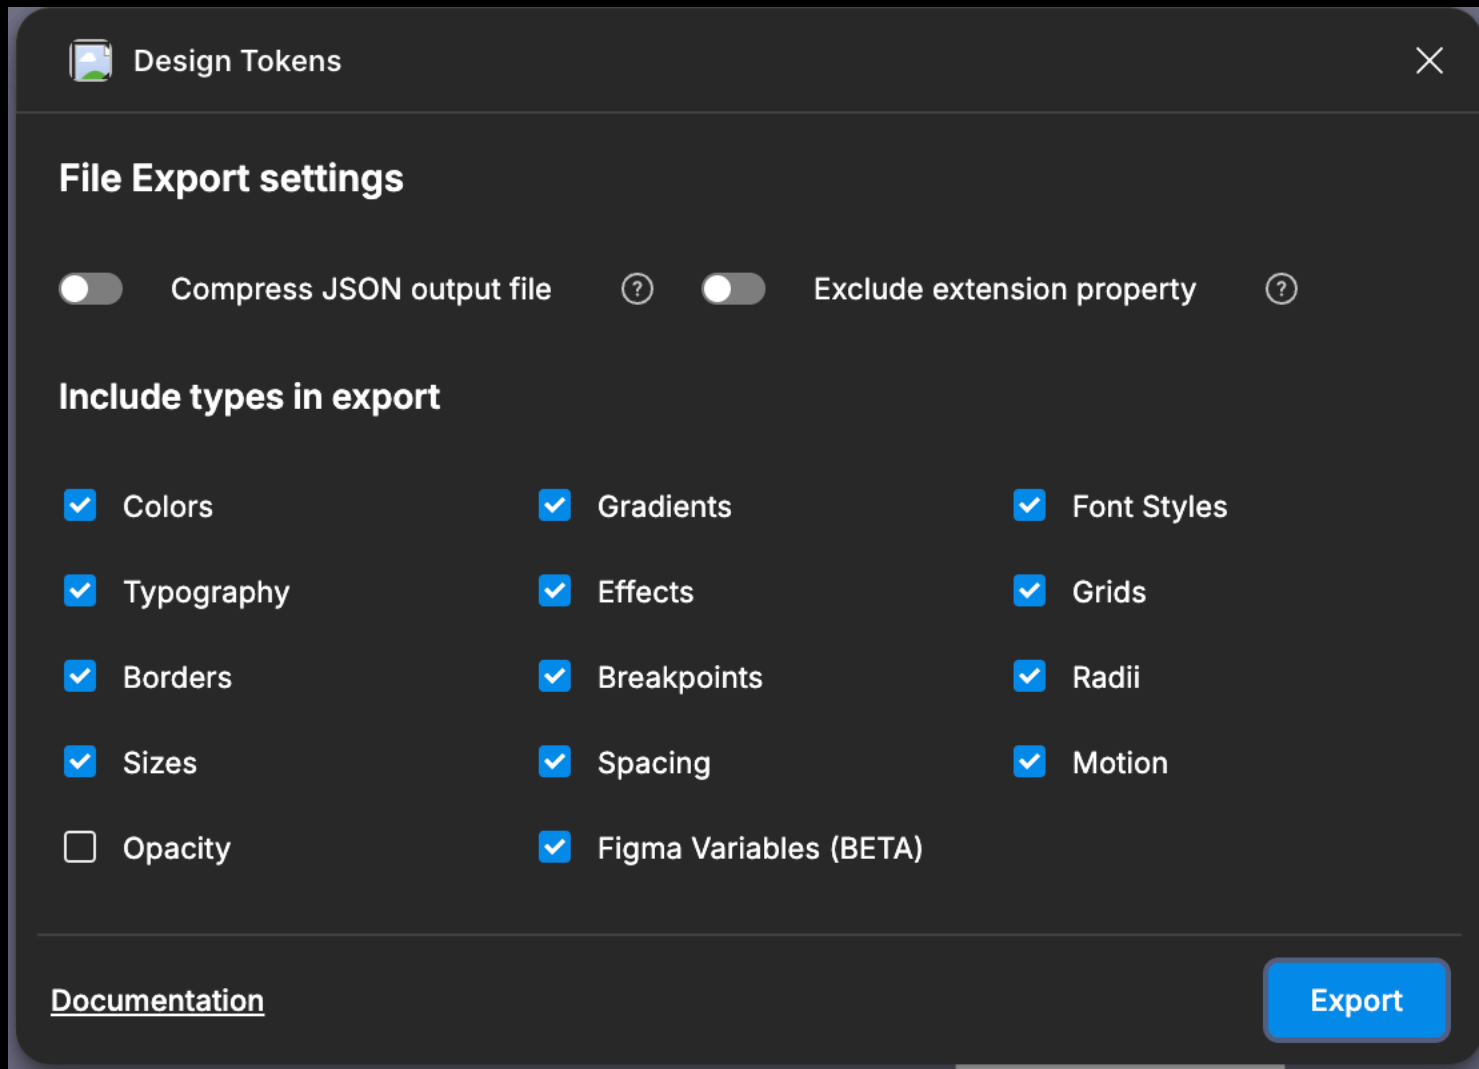 Design Tokens
File Export settings
Compress JSON output file ? Exclude extension property ?
Include types in export
Colors Gradients Font Styles
Typography Effects Grids
Borders Breakpoints Radii
Sizes Spacing Motion
Opacity Figma Variables (BETA)
Documentation Export